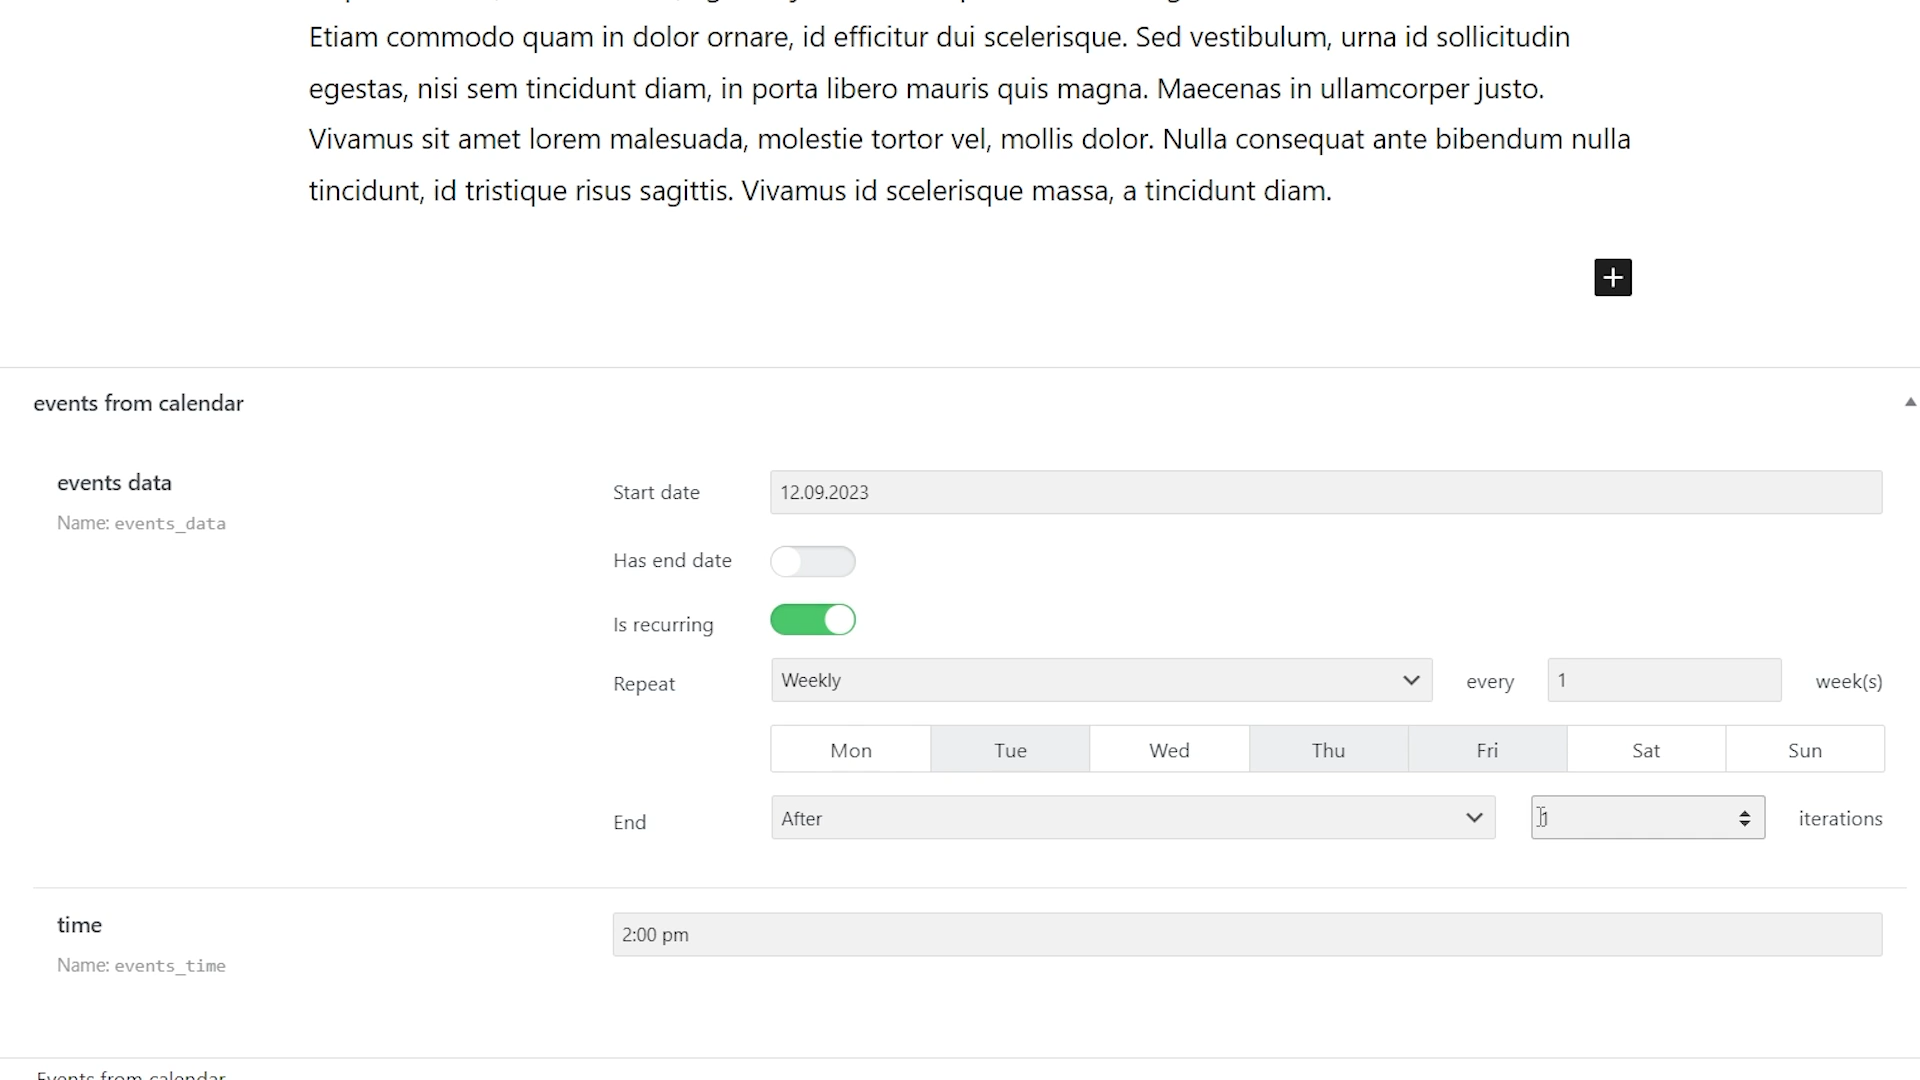 Etiam commodo quam in dolor ornare, id efficitur dui scelerisque. Sed vestibulum, urna id sollicitudin
egestas, nisi sem tincidunt diam, in porta libero mauris quis magna. Maecenas in ullamcorper justo.
Vivamus sit amet lorem malesuada, molestie tortor vel, mollis dolor. Nulla consequat ante bibendum nulla
tincidunt, id tristique risus sagittis. Vivamus id scelerisque massa, a tincidunt diam.
events from calendar
events data
Name: events_data
Start date 12.09.2023
Has end date
Is recurring
Repeat Weekly every 1 week(s)
Mon Tue Wed Thu Fri Sat Sun
End After 1 iterations
time
Name: events_time
2:00 pm
Events from calendar